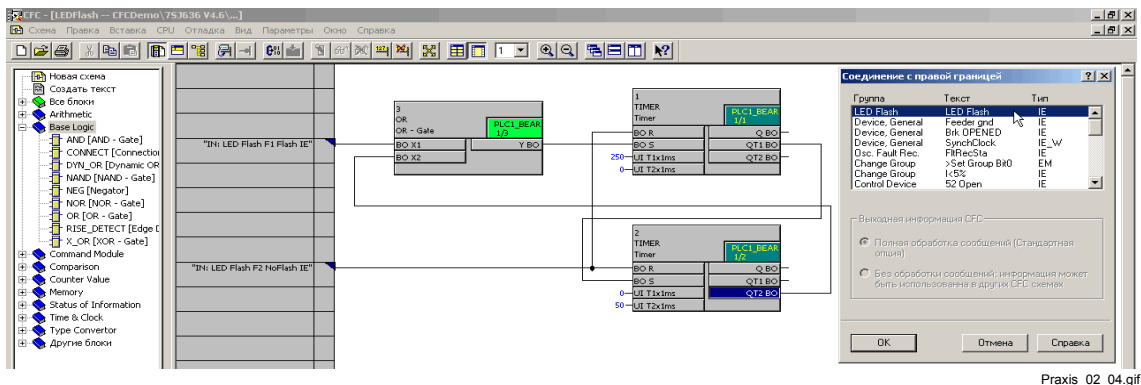 CFC - [LEDFlash -- CFCDemo\7SJ636 V4.6\...]
Схема Правка Вставка CPU Отладка Вид Параметры Окно Справка
1
Новая схема
Создать текст
Все блоки
Arithmetic
Base Logic
AND [AND - Gate]
CONNECT [Connection
DYN_OR [Dynamic OR
NAND [NAND - Gate]
NEG [Negator]
NOR [NOR - Gate]
OR [OR - Gate]
RISE_DETECT [Edge D
X_OR [XOR - Gate]
Command Module
Comparison
Counter Value
Memory
Status of Information
Time & Clock
Type Convertor
Другие блоки
"IN: LED Flash F1 Flash IE"
"IN: LED Flash F2 NoFlash IE"
3
OR
OR - Gate
PLC1_BEAR
1/3
BO X1 Y BO
BO X2
1
TIMER
Timer
PLC1_BEAR
1/1
BO R Q BO
BO S QT1 BO
250 UI T1x1ms QT2 BO
0 UI T2x1ms
2
TIMER
Timer
PLC1_BEAR
1/2
BO R Q BO
BO S QT1 BO
0 UI T1x1ms QT2 BO
50 UI T2x1ms
Соединение с правой границей
Группа Текст Тип
LED Flash LED Flash IE
Device, General Feeder gnd IE
Device, General Brk OPENED IE
Device, General SynchClock IE_W
Osc. Fault Rec. FltRecSta IE
Change Group >Set Group Bit0 EM
Change Group I<5% IE
Control Device 52 Open IE
Выходная информация CFC
Полная обработка сообщений (Стандартная
опция)
Без обработки сообщений; информация может
быть использованна в других CFC схемах
OK Отмена Справка
Praxis_02_04.gif